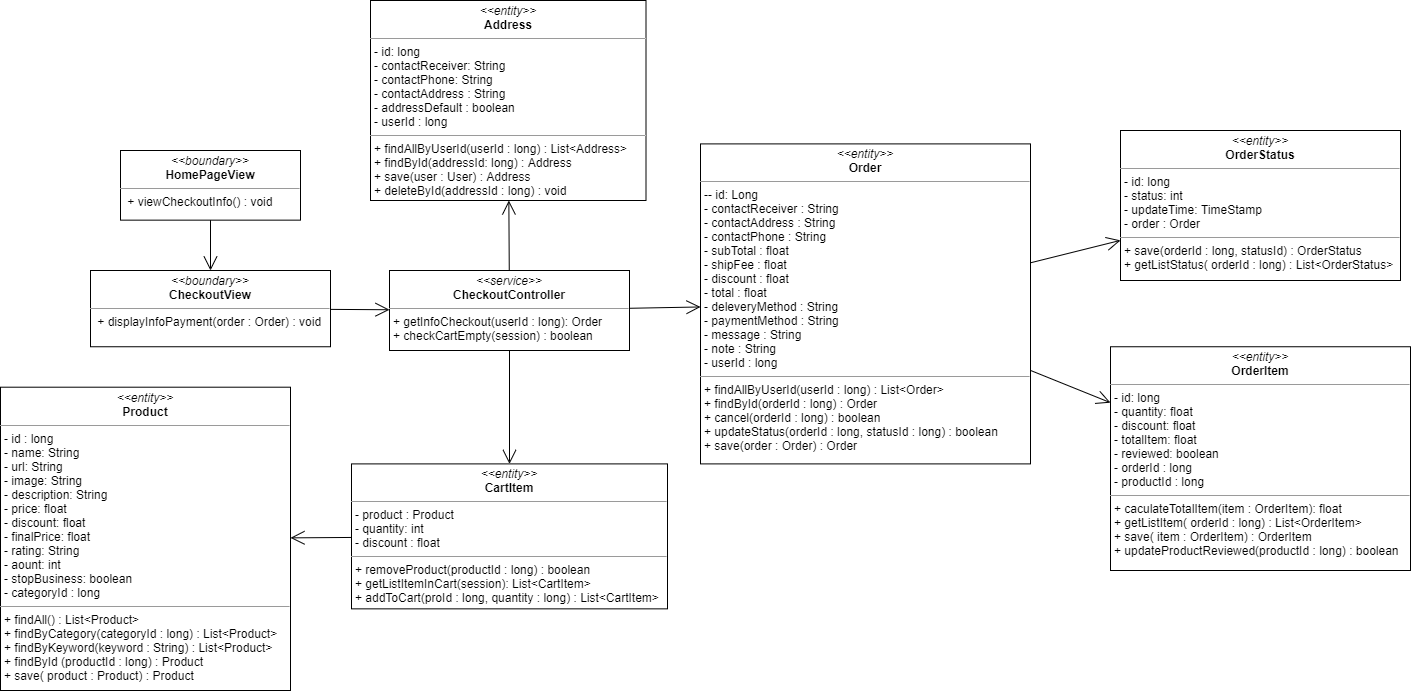 <<entity>>
Address
- id: long
- contactReceiver: String
- contactPhone: String
- contactAddress : String
- addressDefault : boolean
- userId : long
+ findAllByUserId(userId : long) : List<Address>
+ findById(addressId: long) : Address
+ save(user : User) : Address
+ deleteById(addressId : long) : void
<<boundary>>
HomePageView
+ viewCheckoutInfo() : void
<<boundary>>
CheckoutView
+ displayInfoPayment(order : Order) : void
<<service>>
CheckoutController
+ getInfoCheckout(userId : long): Order
+ checkCartEmpty(session) : boolean
<<entity>>
Order
-- id: Long
- contactReceiver : String
- contactAddress : String
- contactPhone : String
- subTotal : float
- shipFee : float
- discount : float
- total : float
- deleveryMethod : String
- paymentMethod : String
- message : String
- note : String
- userId : long
+ findAllByUserId(userId : long) : List<Order>
+ findById(orderId : long) : Order
+ cancel(orderId : long) : boolean
+ updateStatus(orderId : long, statusId : long) : boolean
+ save(order : Order) : Order
<<entity>>
OrderStatus
- id: long
- status: int
- updateTime: TimeStamp
- order : Order
+ save(orderId : long, statusId) : OrderStatus
+ getListStatus( orderId : long) : List<OrderStatus>
<<entity>>
OrderItem
- id: long
- quantity: float
- discount: float
- totalItem: float
- reviewed: boolean
- orderId : long
- productId : long
+ caculateTotalItem(item : OrderItem): float
+ getListItem( orderId : long) : List<OrderItem>
+ save( item : OrderItem) : OrderItem
+ updateProductReviewed(productId : long) : boolean
<<entity>>
Product
- id : long
- name: String
- url: String
- image: String
- description: String
- price: float
- discount: float
- finalPrice: float
- rating: String
- aount: int
- stopBusiness: boolean
- categoryId : long
+ findAll() : List<Product>
+ findByCategory(categoryId : long) : List<Product>
+ findByKeyword(keyword : String) : List<Product>
+ findById (productId : long) : Product
+ save( product : Product) : Product
<<entity>>
CartItem
- product : Product
- quantity: int
- discount : float
+ removeProduct(productId : long) : boolean
+ getListItemInCart(session): List<CartItem>
+ addToCart(proId : long, quantity : long) : List<CartItem>